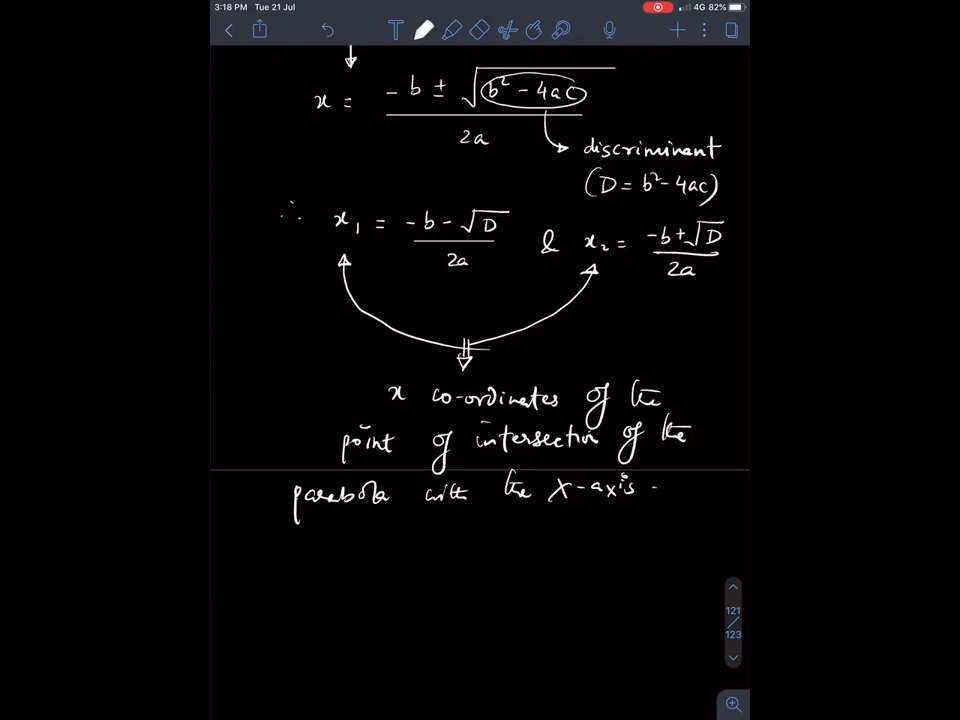 3:18 PM Tue 21 Jul 4G 82%
T
x = -b ± √b² - 4ac
2a
discriminant
(D = b² - 4ac)
∴ x₁ = -b - √D & x₂ = -b + √D
2a 2a
x co-ordinates of the
point of intersection of the
parabola with the X-axis.
121
123